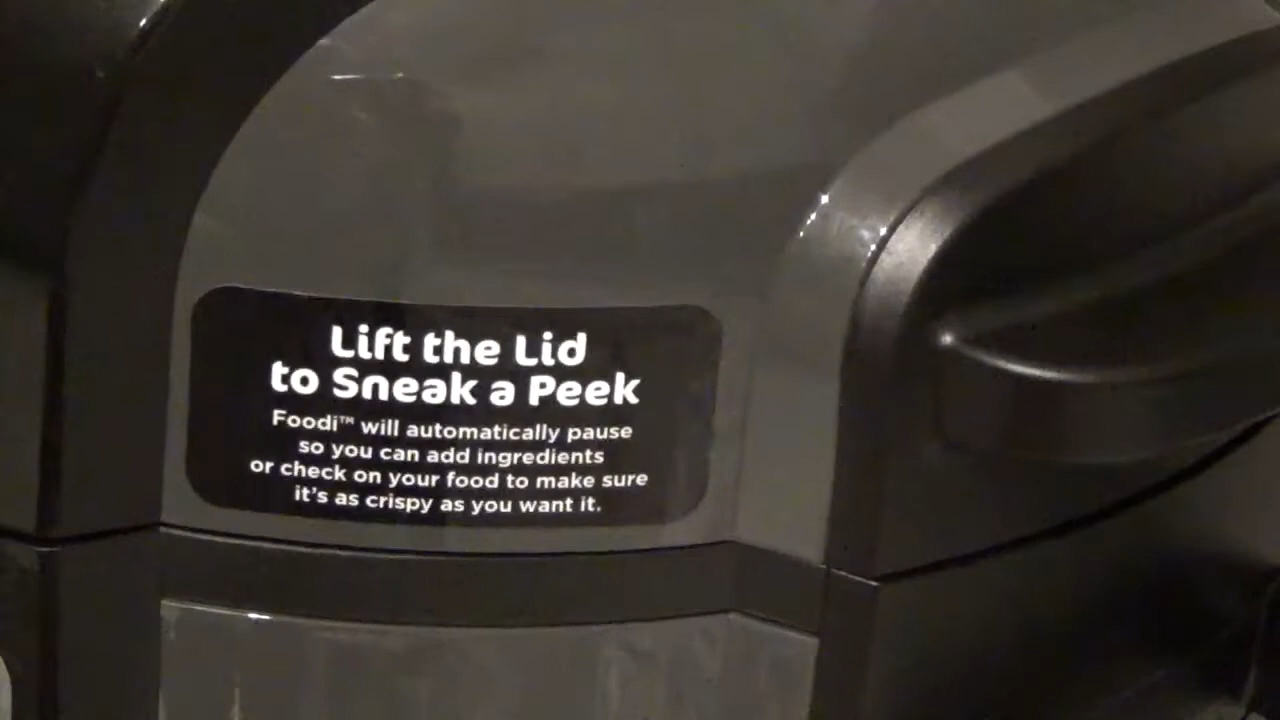 Lift the Lid
to Sneak a Peek
Foodi™ will automatically pause
so you can add ingredients
or check on your food to make sure
it's as crispy as you want it.